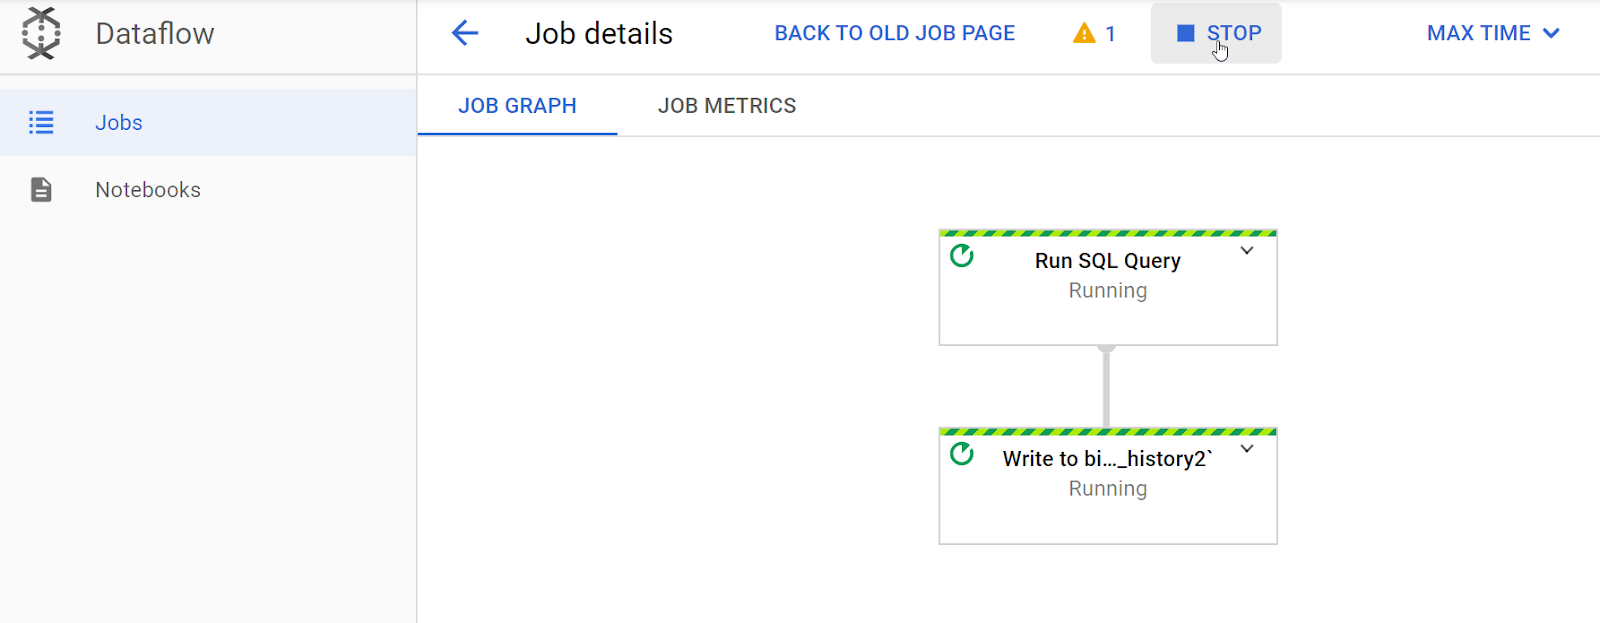 Dataflow
Job details
BACK TO OLD JOB PAGE
1
STOP
MAX TIME
Jobs
Notebooks
JOB GRAPH
JOB METRICS
Run SQL Query
Running
Write to bi..._history2`
Running